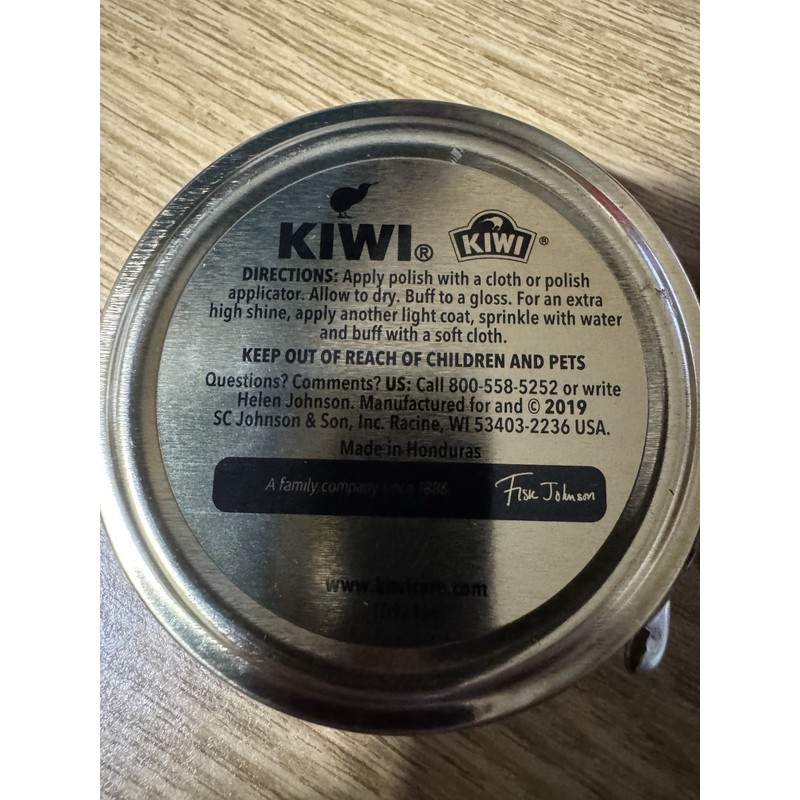 KIWI®
KIWI®
DIRECTIONS: Apply polish with a cloth or polish
applicator. Allow to dry. Buff to a gloss. For an extra
high shine, apply another light coat, sprinkle with water
and buff with a soft cloth.
KEEP OUT OF REACH OF CHILDREN AND PETS
Questions? Comments? US: Call 800-558-5252 or write
Helen Johnson. Manufactured for and © 2019
SC Johnson & Son, Inc. Racine, WI 53403-2236 USA.
Made in Honduras
A family company since 1886
Fisk Johnson
www.kiwicare.com